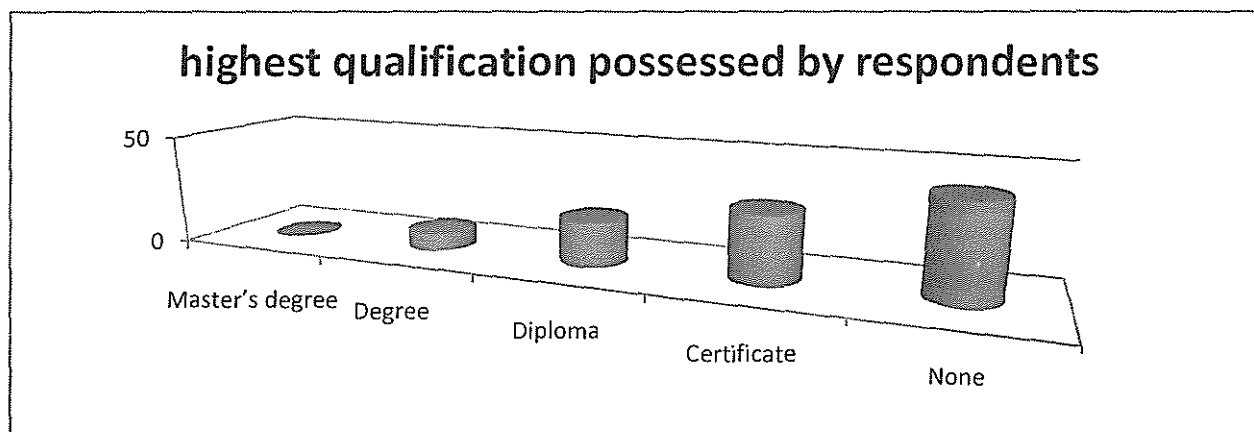 highest qualification possessed by respondents
50
0
Master's degree
Degree
Diploma
Certificate
None